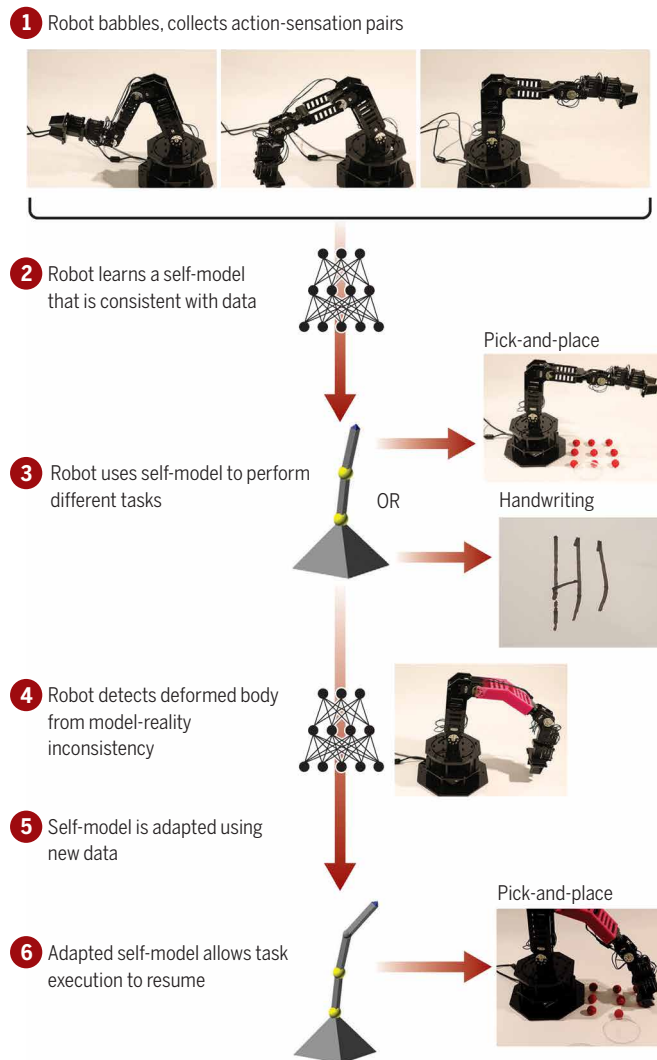 1 Robot babbles, collects action-sensation pairs
2 Robot learns a self-model
that is consistent with data
Pick-and-place
3 Robot uses self-model to perform
different tasks
OR
Handwriting
HI
4 Robot detects deformed body
from model-reality
inconsistency
5 Self-model is adapted using
new data
Pick-and-place
6 Adapted self-model allows task
execution to resume